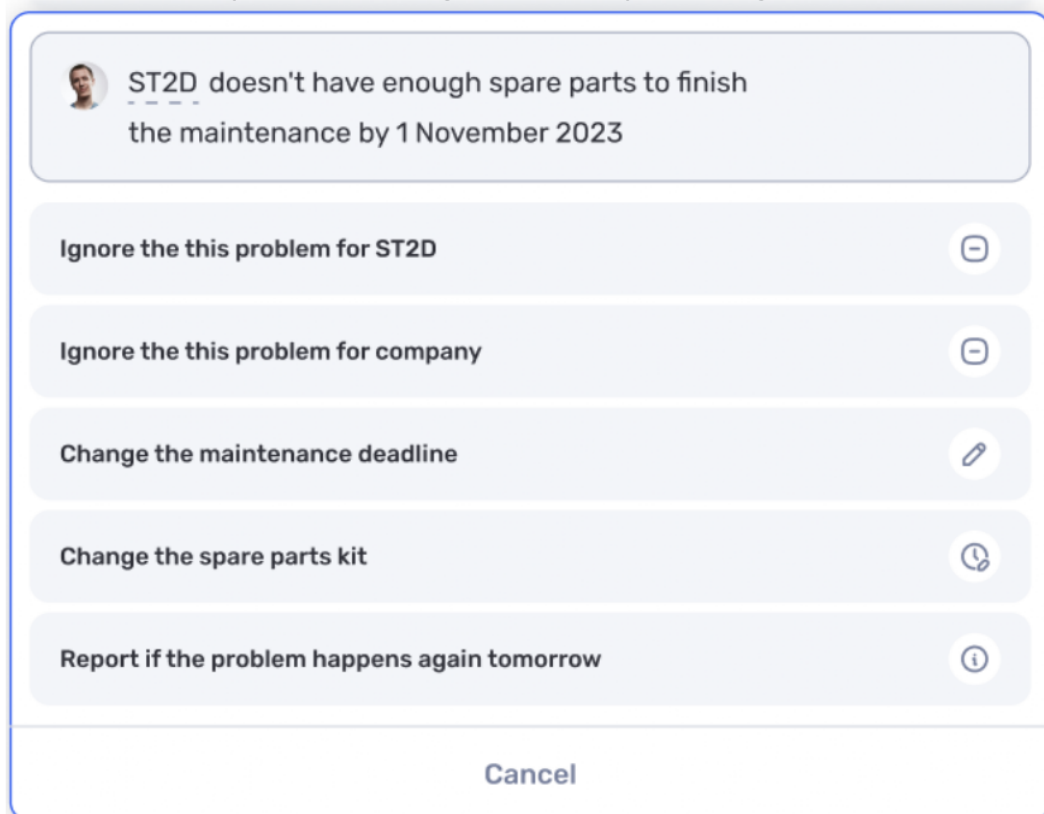 ST2D doesn't have enough spare parts to finish
the maintenance by 1 November 2023
Ignore the this problem for ST2D
Ignore the this problem for company
Change the maintenance deadline
Change the spare parts kit
Report if the problem happens again tomorrow
Cancel